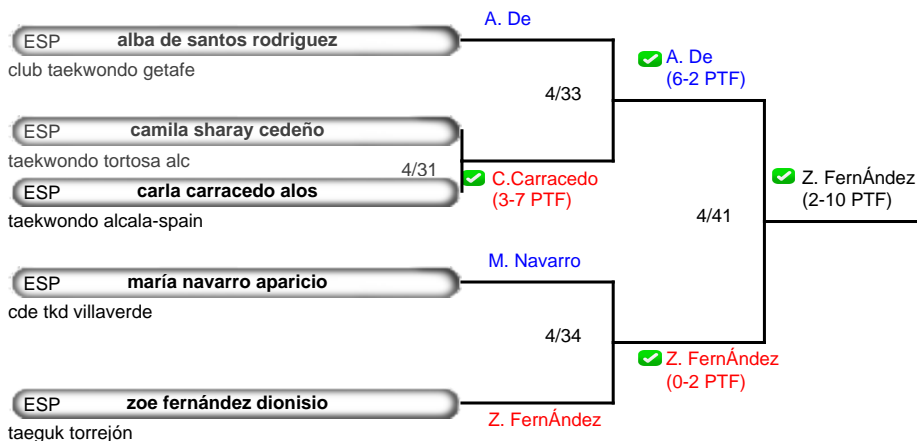 A. De
ESP alba de santos rodriguez
club taekwondo getafe
A. De
(6-2 PTF)
4/33
ESP camila sharay cedeño
taekwondo tortosa alc
4/31
C.Carracedo
(3-7 PTF)
ESP carla carracedo alos
taekwondo alcala-spain
Z. FernÁndez
(2-10 PTF)
4/41
M. Navarro
ESP maría navarro aparicio
cde tkd villaverde
4/34
Z. FernÁndez
(0-2 PTF)
ESP zoe fernández dionisio
Z. FernÁndez
taeguk torrejón